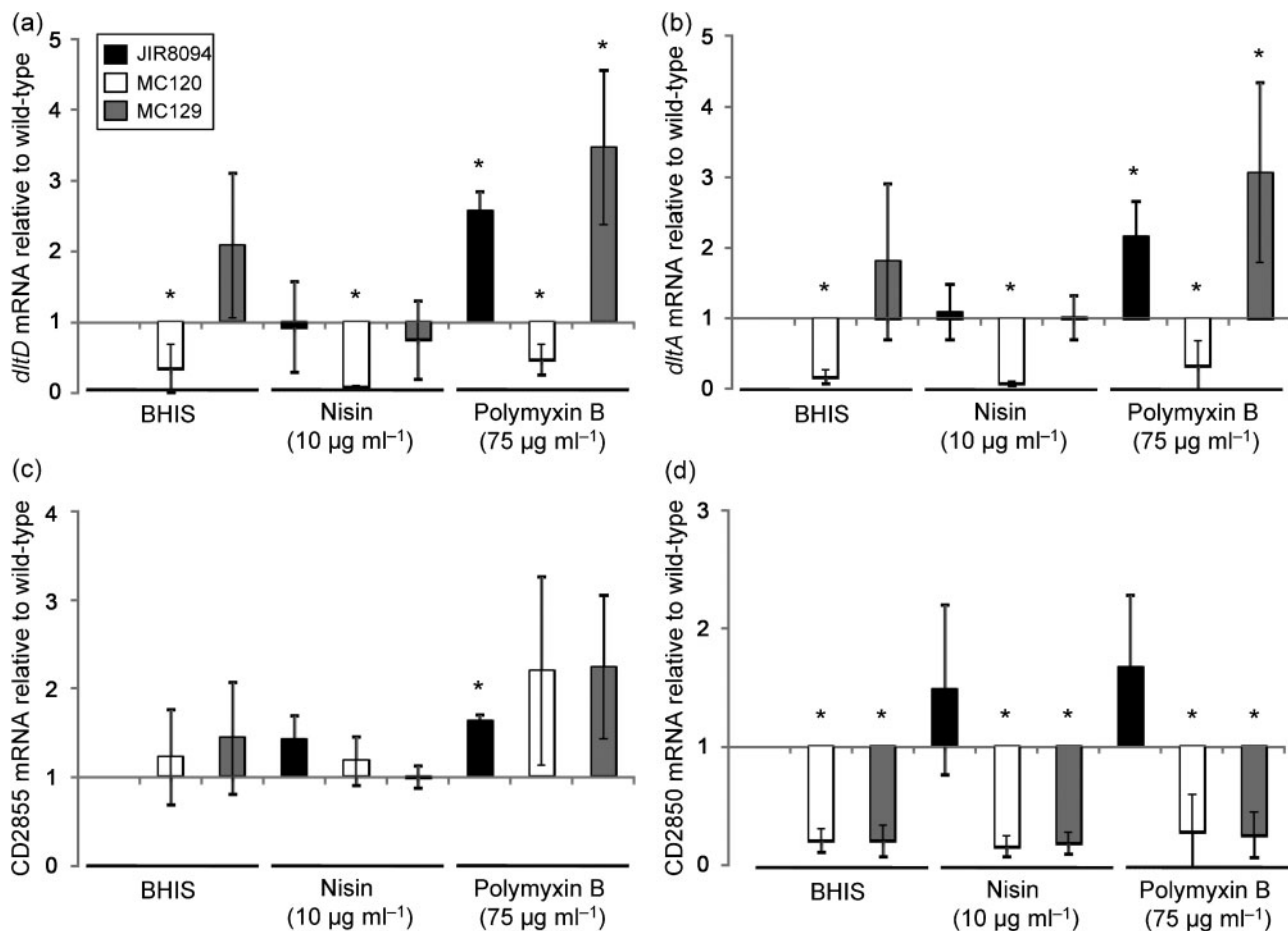 (a)
dltD mRNA relative to wild-type
5
4
3
2
1
0
JIR8094
MC120
MC129
*
*
*
*
*
BHIS
Nisin
(10 µg ml–1)
Polymyxin B
(75 µg ml–1)
(b)
dltA mRNA relative to wild-type
5
4
3
2
1
0
*
*
*
*
*
BHIS
Nisin
(10 µg ml–1)
Polymyxin B
(75 µg ml–1)
(c)
CD2855 mRNA relative to wild-type
4
3
2
1
0
*
BHIS
Nisin
(10 µg ml–1)
Polymyxin B
(75 µg ml–1)
(d)
CD2850 mRNA relative to wild-type
3
2
1
0
* *
* *
* *
BHIS
Nisin
(10 µg ml–1)
Polymyxin B
(75 µg ml–1)